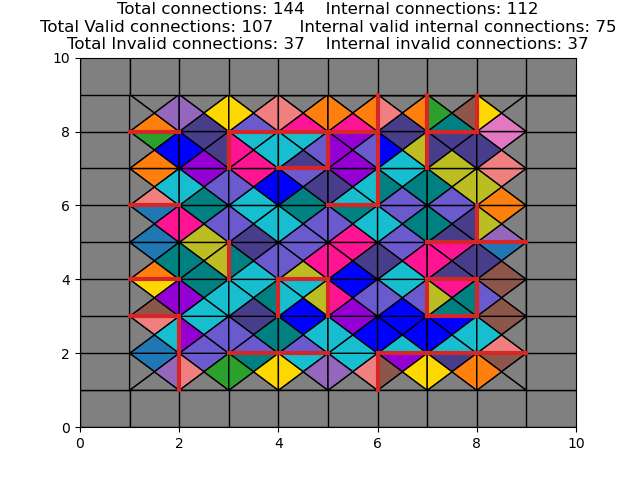 Total connections: 144    Internal connections: 112
Total Valid connections: 107     Internal valid internal connections: 75
Total Invalid connections: 37    Internal invalid connections: 37
10
8
6
4
2
0
0 2 4 6 8 10